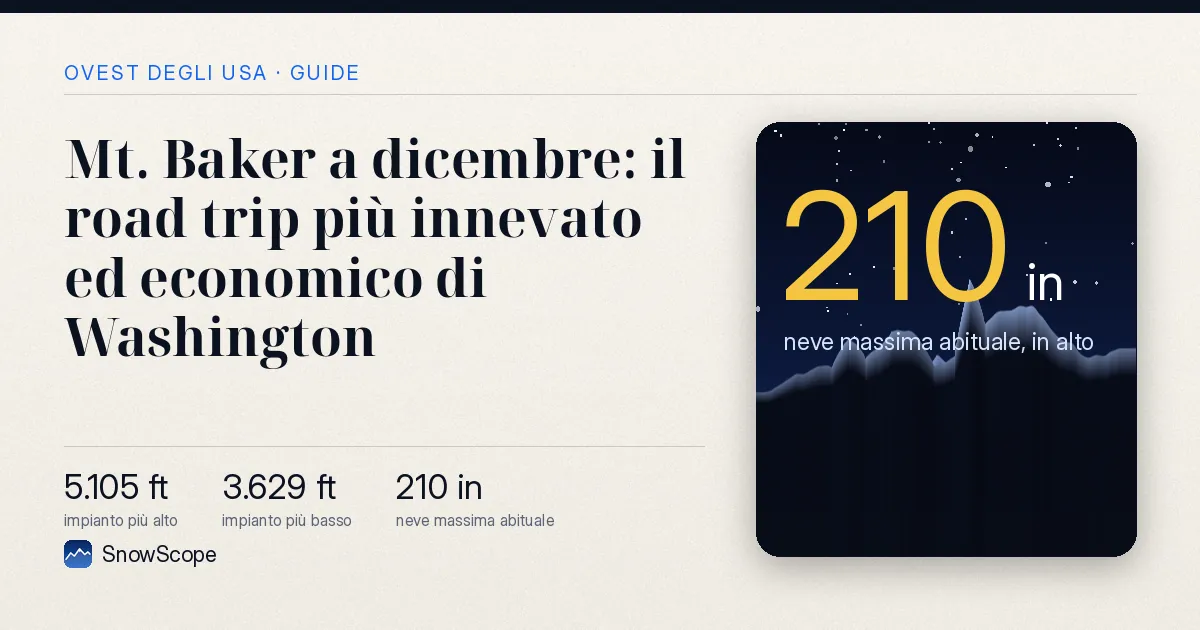 OVEST DEGLI USA · GUIDE
Mt. Baker a dicembre: il
road trip più innevato
ed economico di
Washington
210 in
neve massima abituale, in alto
5.105 ft
impianto più alto
3.629 ft
impianto più basso
210 in
neve massima abituale
SnowScope